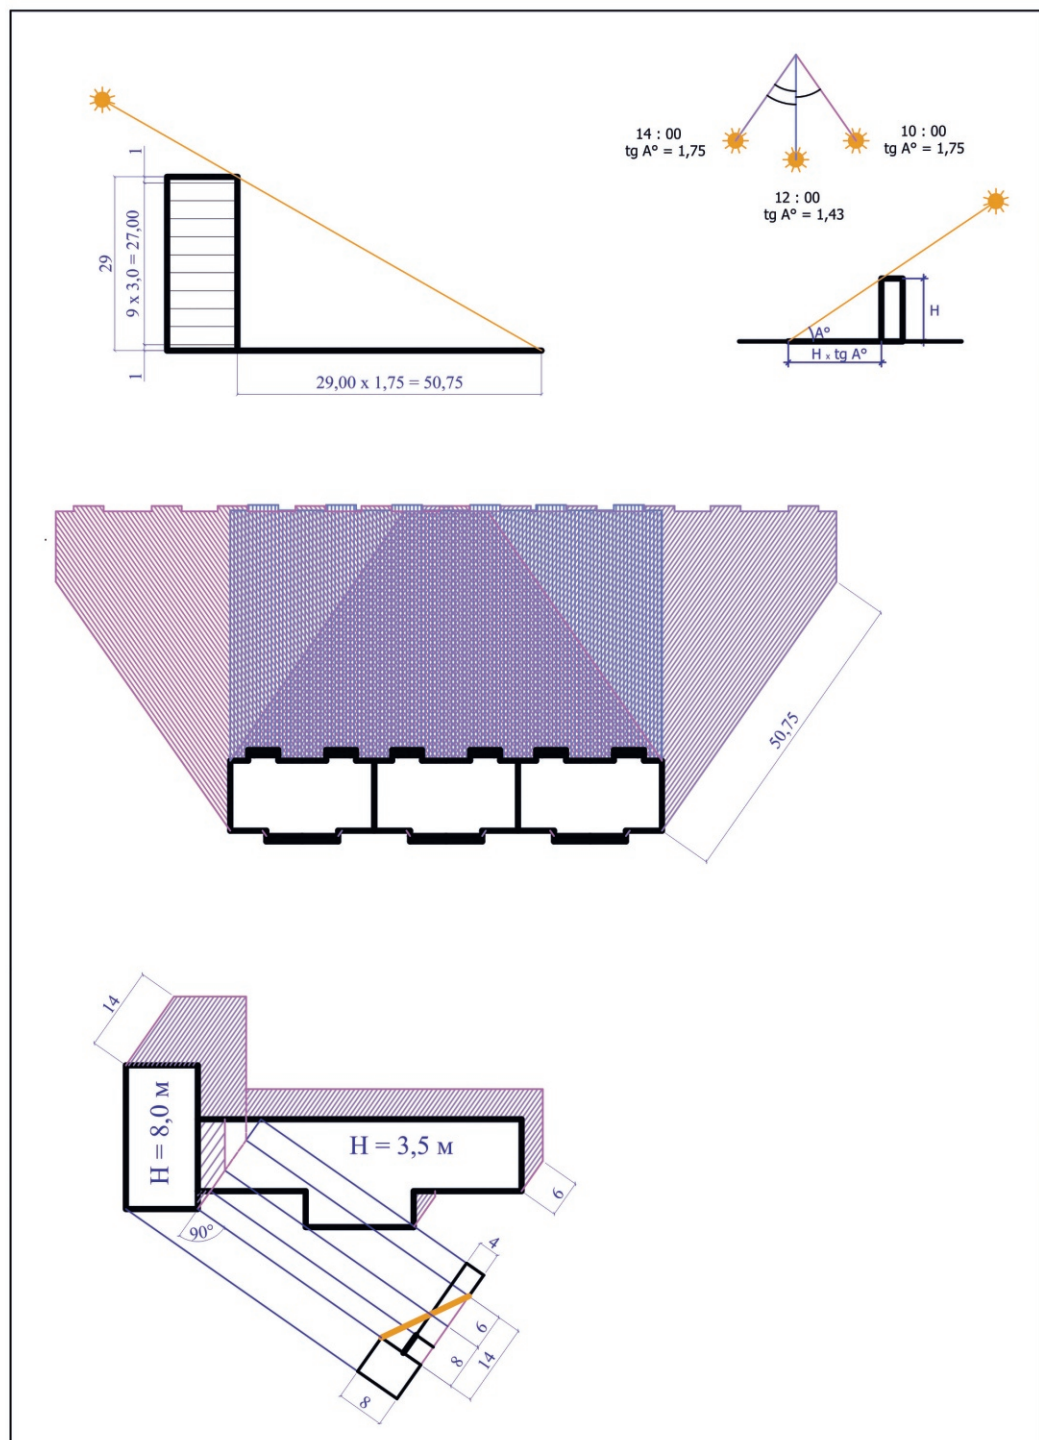 1
29
9 x 3,0 = 27,00
1
29,00 x 1,75 = 50,75
14 : 00
tg A° = 1,75
10 : 00
tg A° = 1,75
12 : 00
tg A° = 1,43
H
A°
H x tg A°
50,75
14
H = 8,0 м
H = 3,5 м
90°
6
4
6
8
14
8